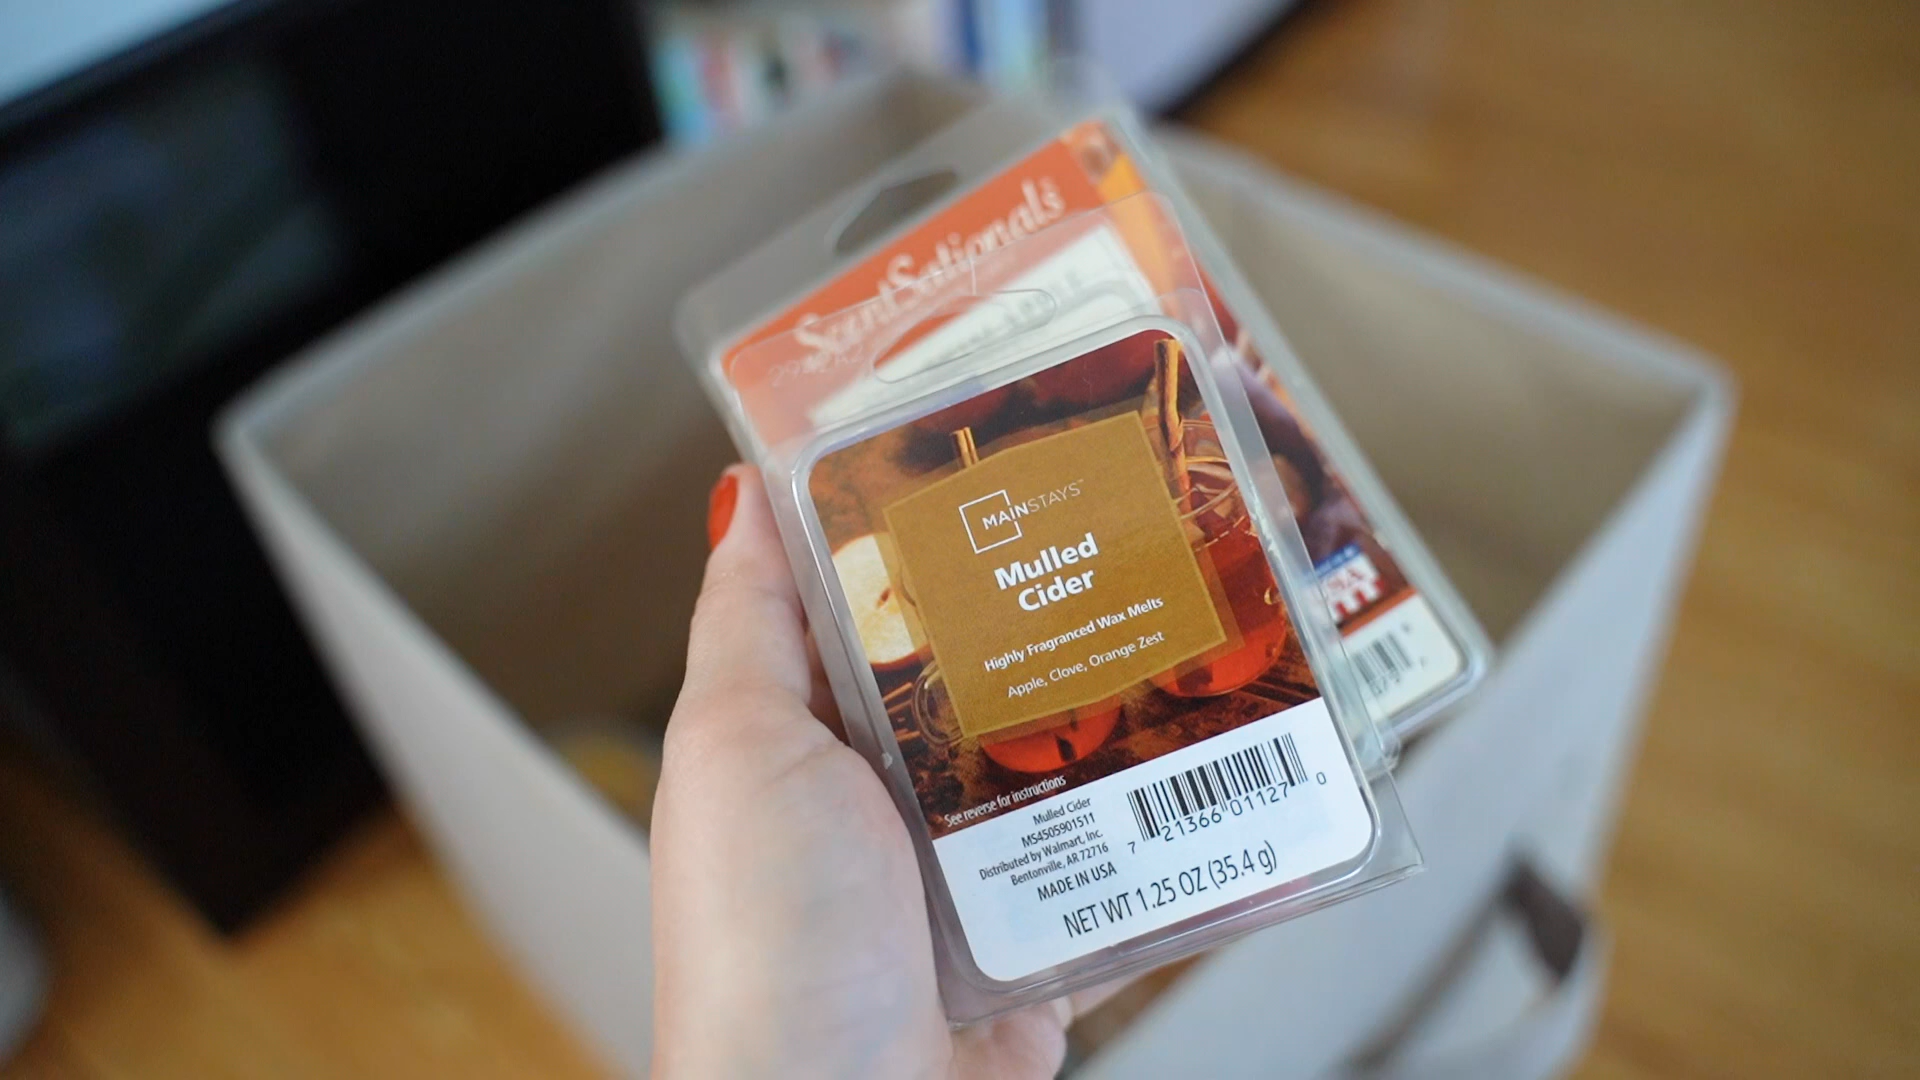 ScentSationals
MAINSTAYS™
Mulled
Cider
Highly Fragranced Wax Melts
Apple, Clove, Orange Zest
See reverse for instructions
Mulled Cider
MS4505901511
Distributed by Walmart, Inc.
Bentonville, AR 72716
MADE IN USA
7 21366 01127 0
NET WT 1.25 OZ (35.4 g)